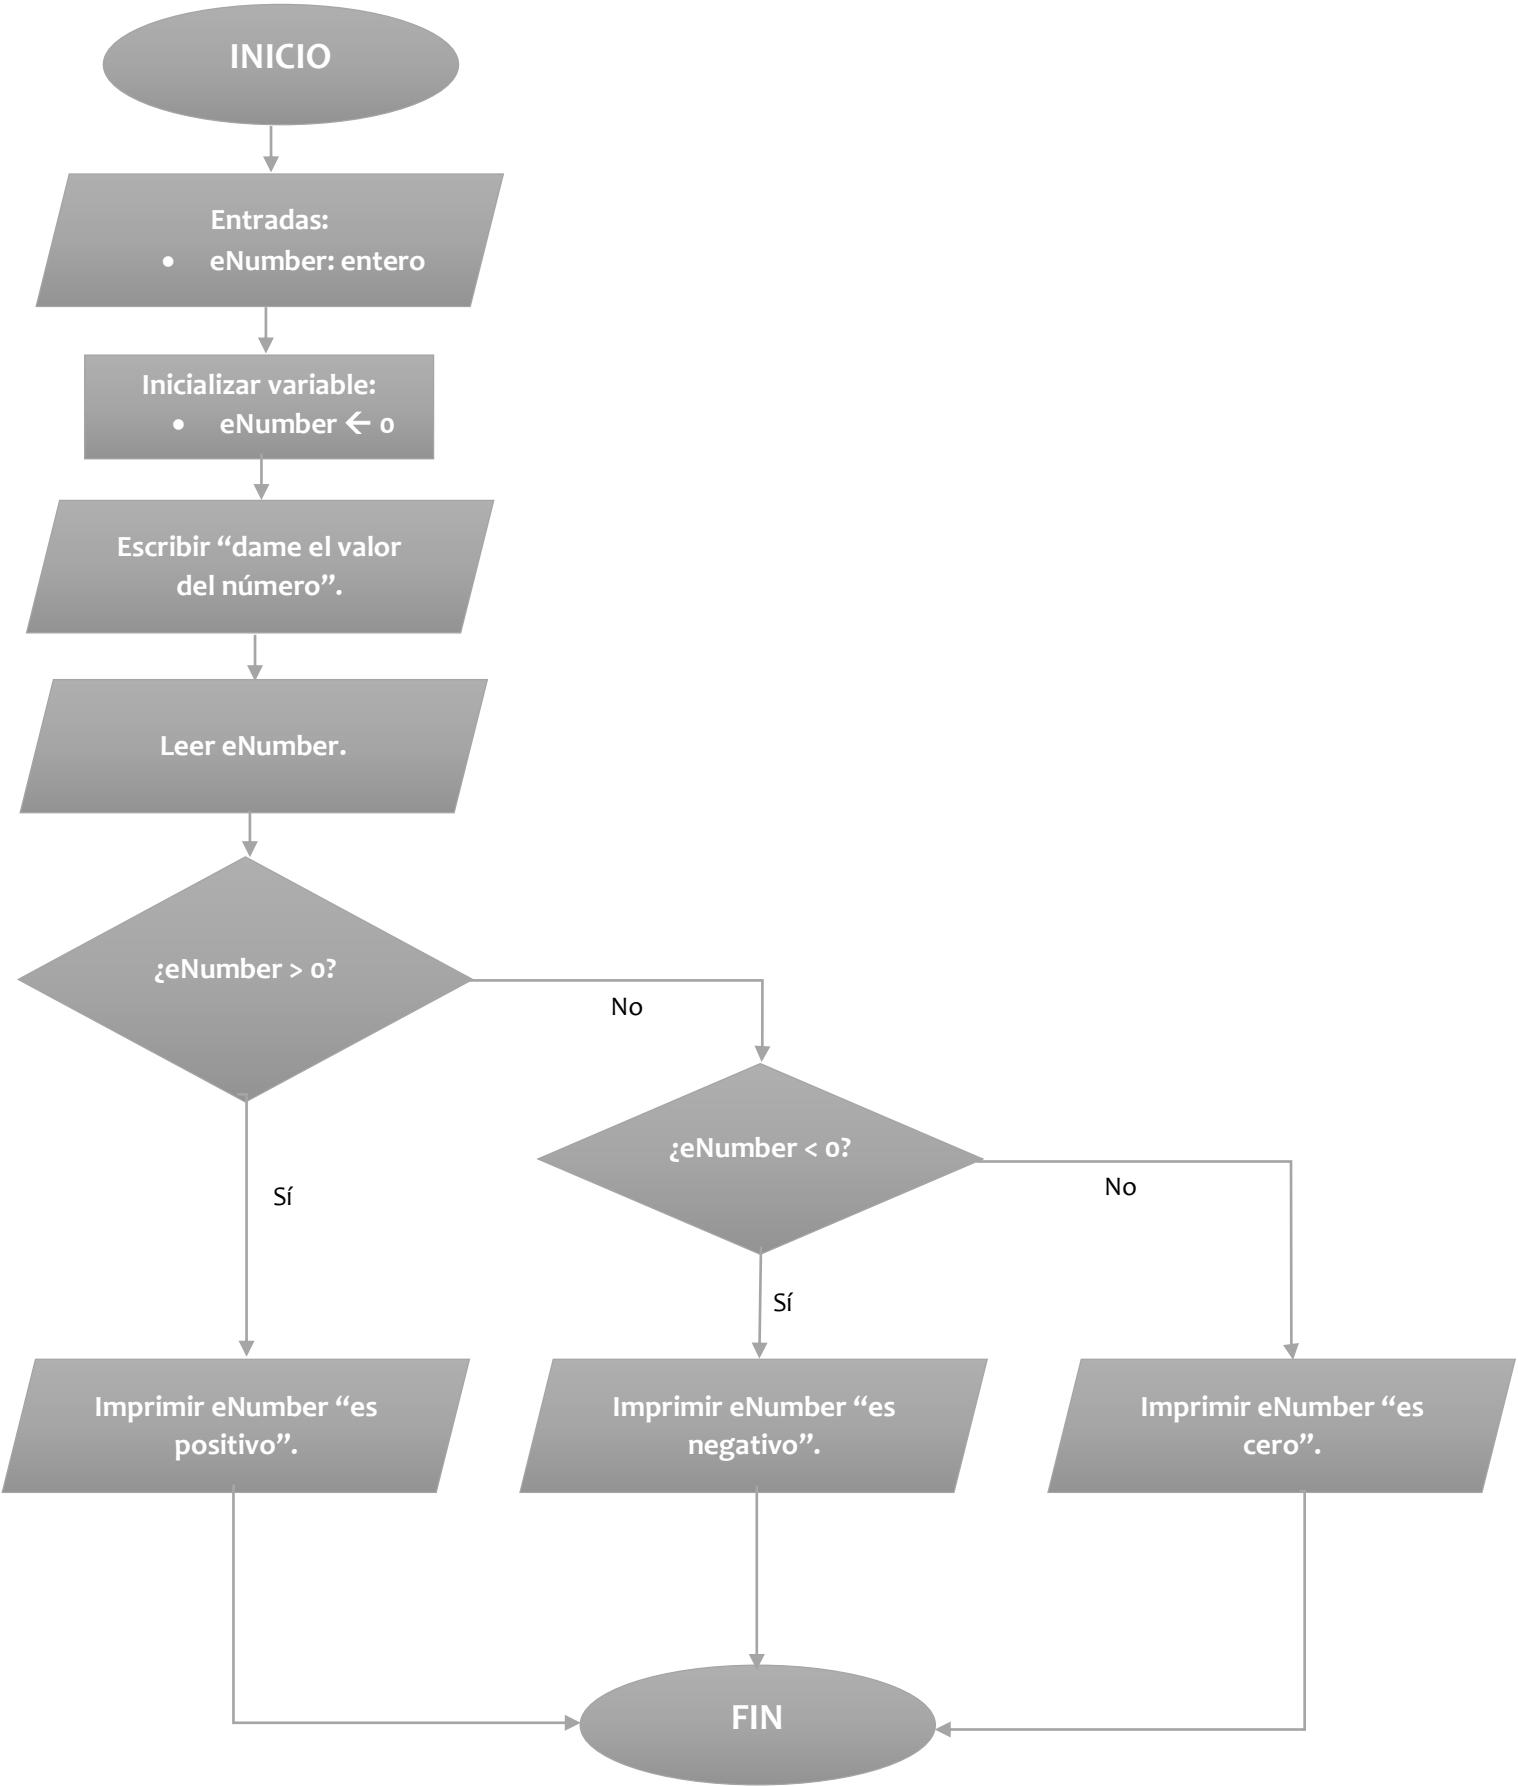 INICIO
Entradas:
• eNumber: entero
Inicializar variable:
• eNumber ← 0
Escribir “dame el valor
del número”.
Leer eNumber.
¿eNumber > 0?
No
¿eNumber < 0?
No
Sí
Sí
Imprimir eNumber “es
positivo”.
Imprimir eNumber “es
negativo”.
Imprimir eNumber “es
cero”.
FIN